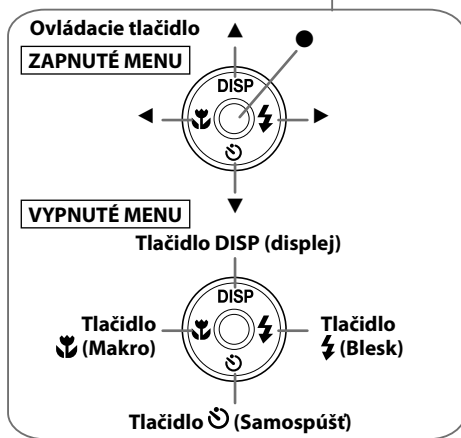 Ovládacie tlačidlo
▲ ●
ZAPNUTÉ MENU
DISP
◀ ▶
▼
VYPNUTÉ MENU
Tlačidlo DISP (displej)
DISP
Tlačidlo
(Makro)
Tlačidlo
(Blesk)
Tlačidlo (Samospúšť)